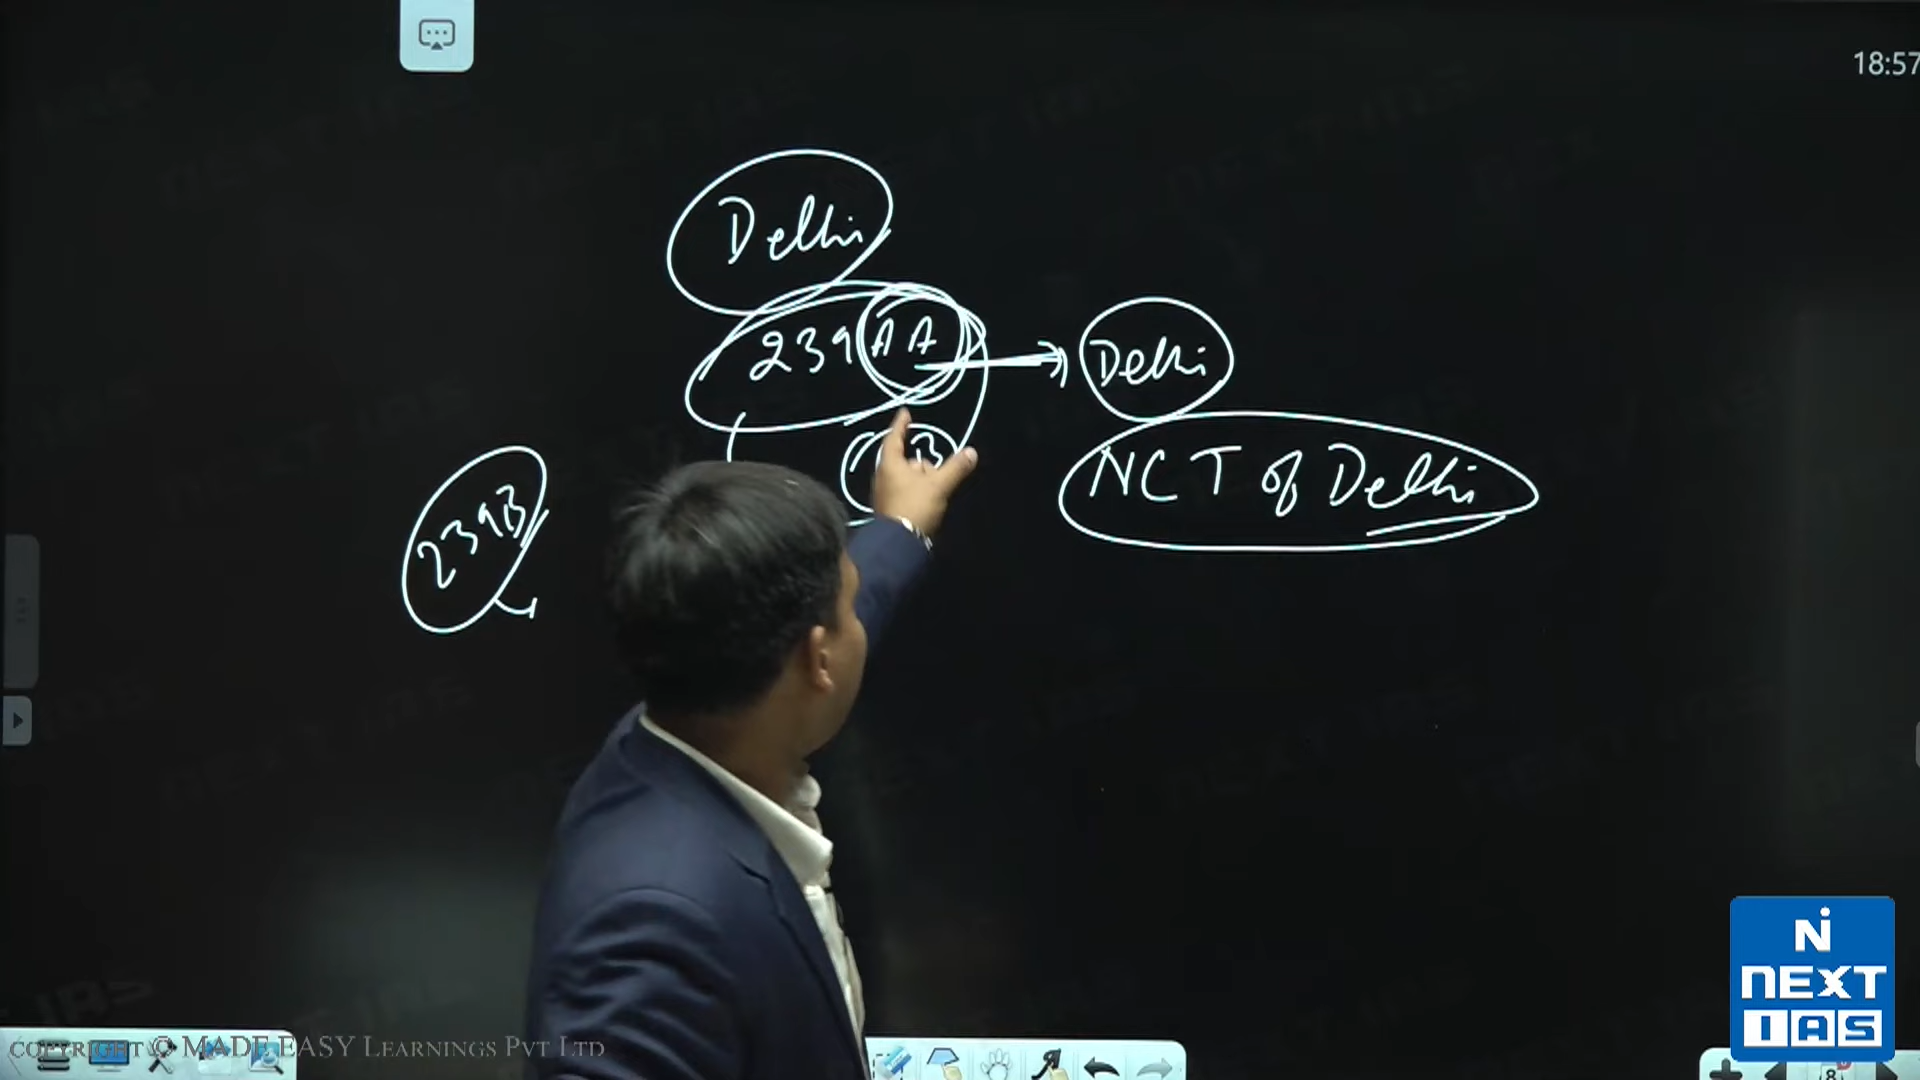 18:57
Delhi
239AA
Delhi
B
NCT of Delhi
239B
COPYRIGHT © MADE EASY LEARNINGS PVT LTD
N
NEXT
IAS